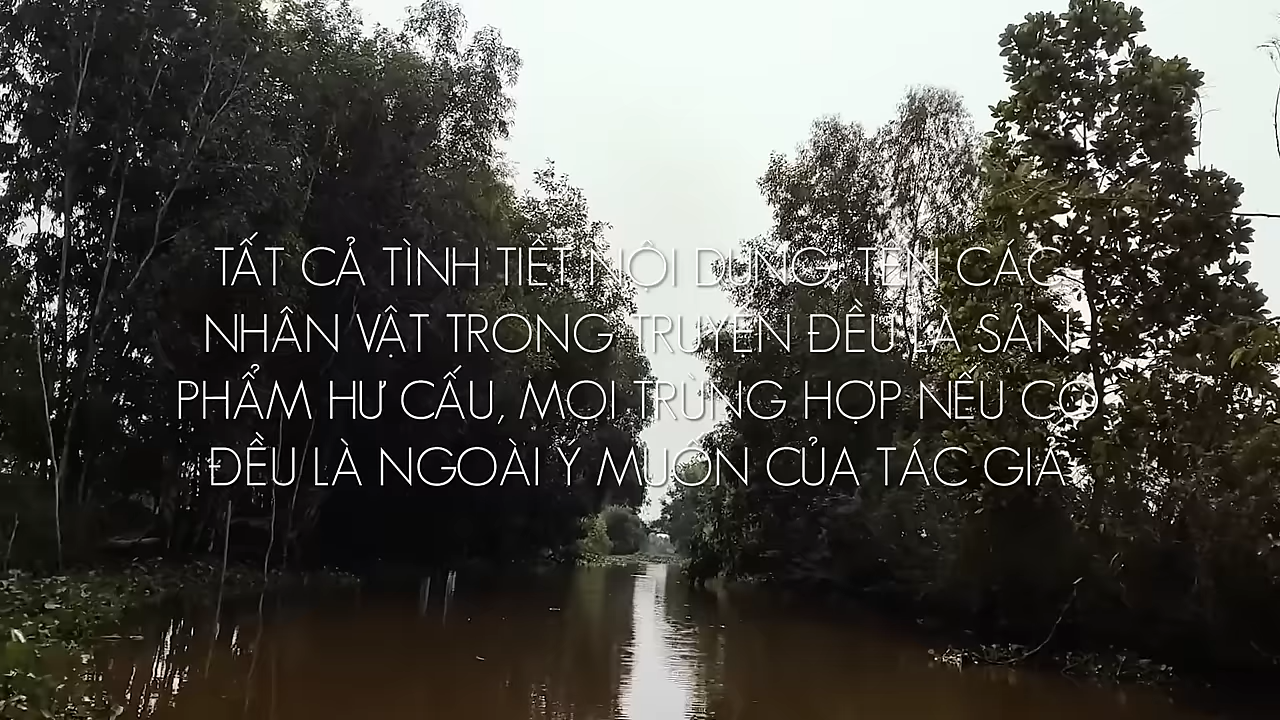 TẤT CẢ TÌNH TIẾT NỘI DUNG, TÊN CÁC
NHÂN VẬT TRONG TRUYỆN ĐỀU LÀ SẢN
PHẨM HƯ CẤU, MỌI TRÙNG HỢP NẾU CÓ
ĐỀU LÀ NGOÀI Ý MUỐN CỦA TÁC GIẢ